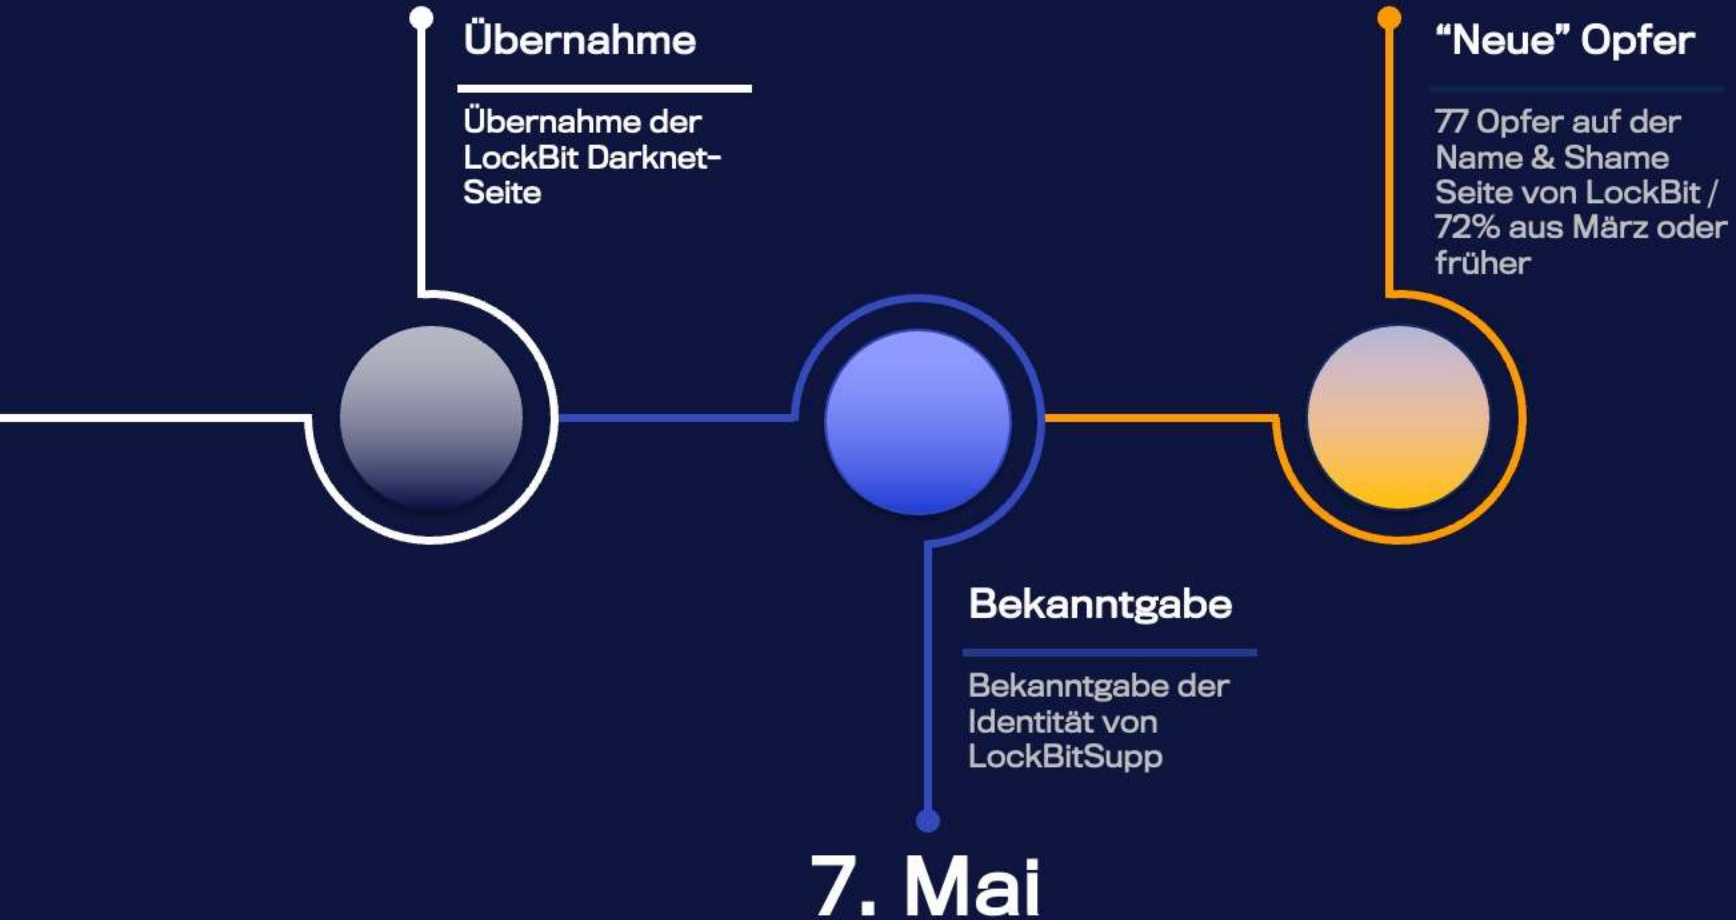 Übernahme
Übernahme der
LockBit Darknet-
Seite
Bekanntgabe
Bekanntgabe der
Identität von
LockBitSupp
7. Mai
“Neue” Opfer
77 Opfer auf der
Name & Shame
Seite von LockBit /
72% aus März oder
früher